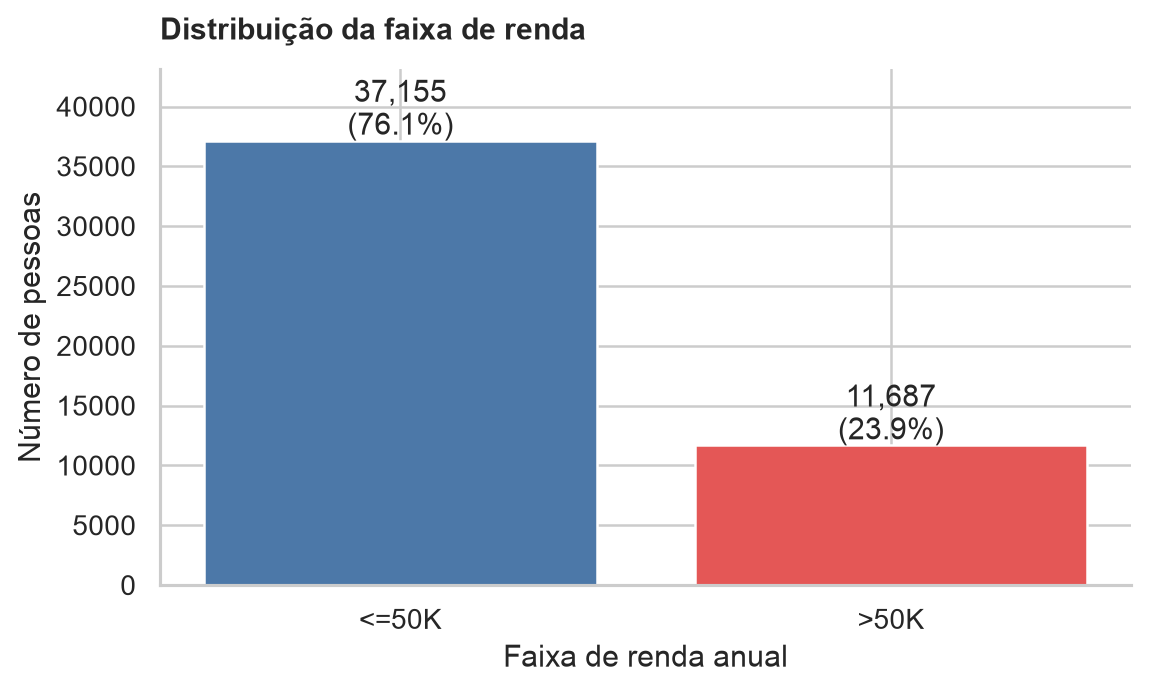 Distribuição da faixa de renda
37,155
(76.1%)
11,687
(23.9%)
40000
35000
30000
25000
20000
15000
10000
5000
0
Número de pessoas
<=50K
>50K
Faixa de renda anual